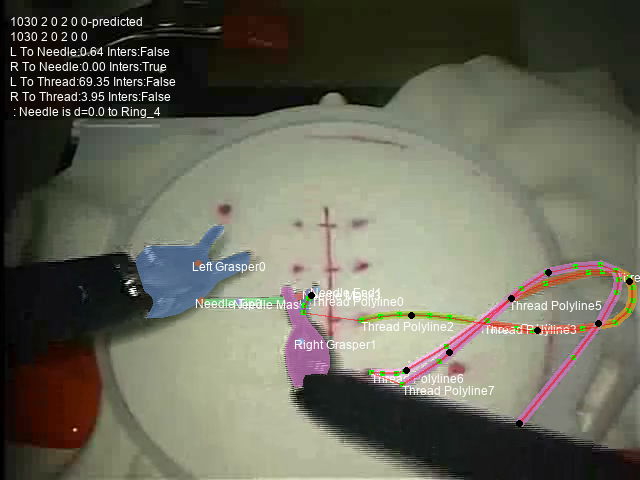 1030 2 0 2 0 0-predicted
1030 2 0 2 0 0
L To Needle:0.64 Inters:False
R To Needle:0.00 Inters:True
L To Thread:69.35 Inters:False
R To Thread:3.95 Inters:False
: Needle is d=0.0 to Ring_4
Left Grasper0
Needle End1
Thread Polyline0
Thread Polyline5
Thread Polyline2
Thread Polyline3
Right Grasper1
Thread Polyline6
Thread Polyline7